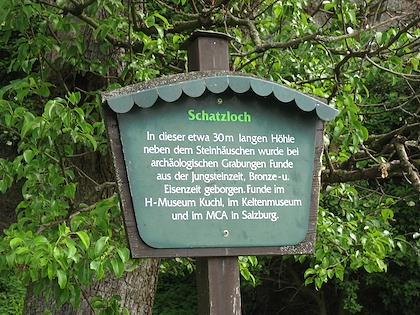 Schatzloch
In dieser etwa 30m langen Höhle
neben dem Steinhäuschen wurde bei
archäologischen Grabungen Funde
aus der Jungsteinzeit, Bronze-u.
Eisenzeit geborgen. Funde im
H-Museum Kuchl, im Keltenmuseum
und im MCA in Salzburg.